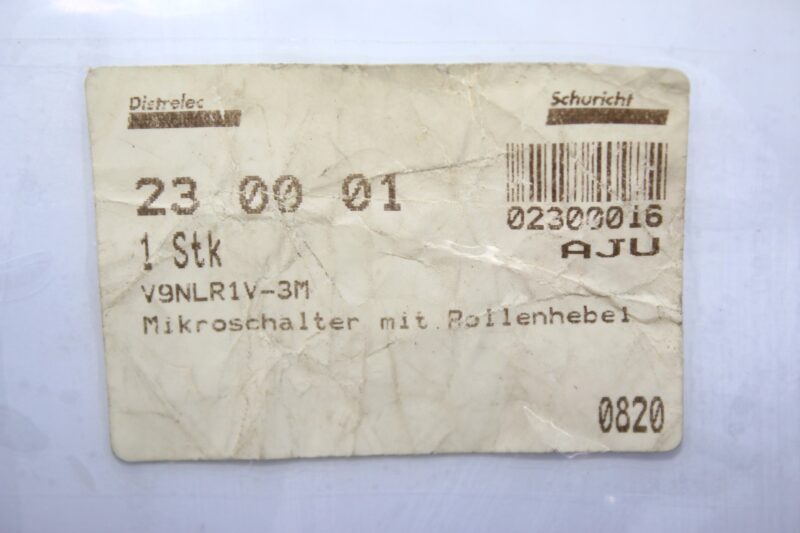 Distrelec
Schuricht
23 00 01
02300016
AJU
1 Stk
V9NLR1V-3M
Mikroschalter mit Rollenhebel
0820